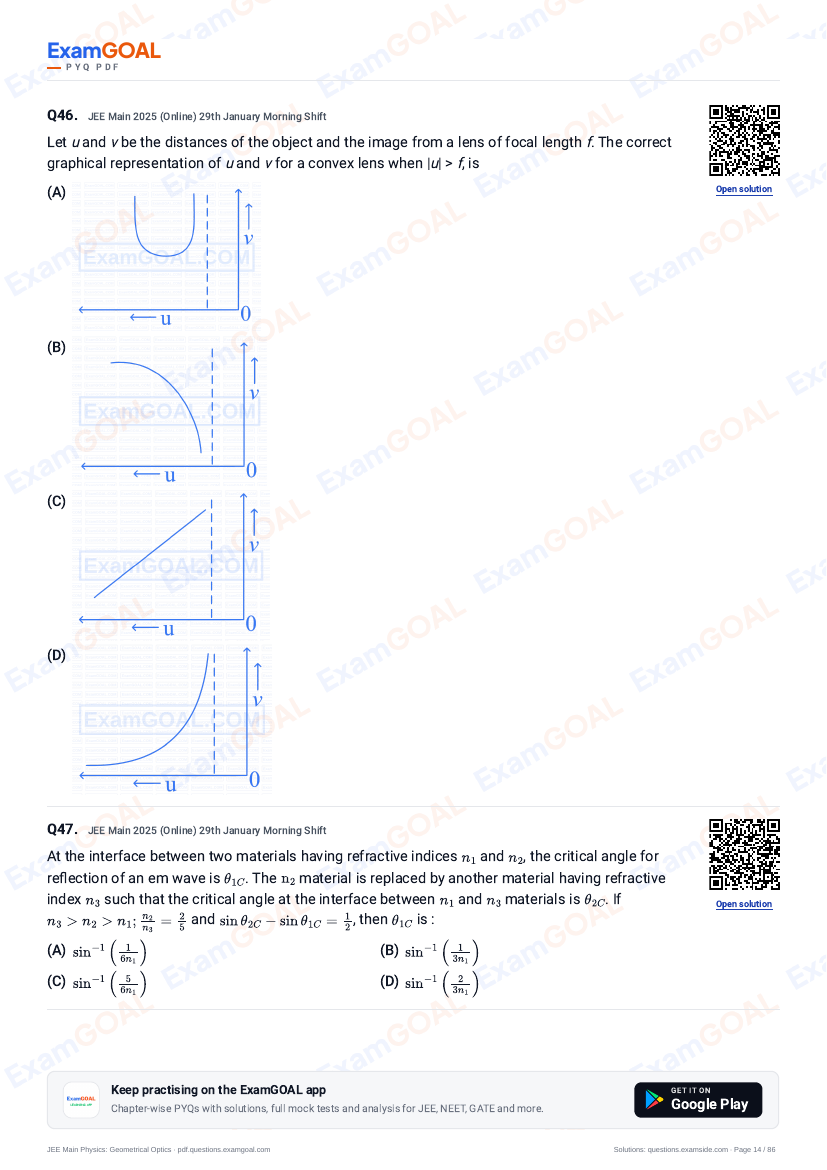 ExamGOAL
PYQ PDF
Q46. JEE Main 2025 (Online) 29th January Morning Shift
Let u and v be the distances of the object and the image from a lens of focal length f. The correct
graphical representation of u and v for a convex lens when |u| > f, is
Open solution
(A)
ExamGOAL.COM
v
u
0
(B)
ExamGOAL.COM
v
u
0
(C)
ExamGOAL.COM
v
u
0
(D)
ExamGOAL.COM
v
u
0
Q47. JEE Main 2025 (Online) 29th January Morning Shift
At the interface between two materials having refractive indices n₁ and n₂, the critical angle for
reflection of an em wave is θ₁C. The n₂ material is replaced by another material having refractive
index n₃ such that the critical angle at the interface between n₁ and n₃ materials is θ₂C. If
n₃ > n₂ > n₁; n₂/n₃ = 2/5 and sin θ₂C − sin θ₁C = 1/2, then θ₁C is :
Open solution
(A) sin⁻¹ (1/(6n₁)) (B) sin⁻¹ (1/(3n₁))
(C) sin⁻¹ (5/(6n₁)) (D) sin⁻¹ (2/(3n₁))
Keep practising on the ExamGOAL app
Chapter-wise PYQs with solutions, full mock tests and analysis for JEE, NEET, GATE and more.
GET IT ON
Google Play
JEE Main Physics: Geometrical Optics · pdf.questions.examgoal.com Solutions: questions.examside.com · Page 14 / 86